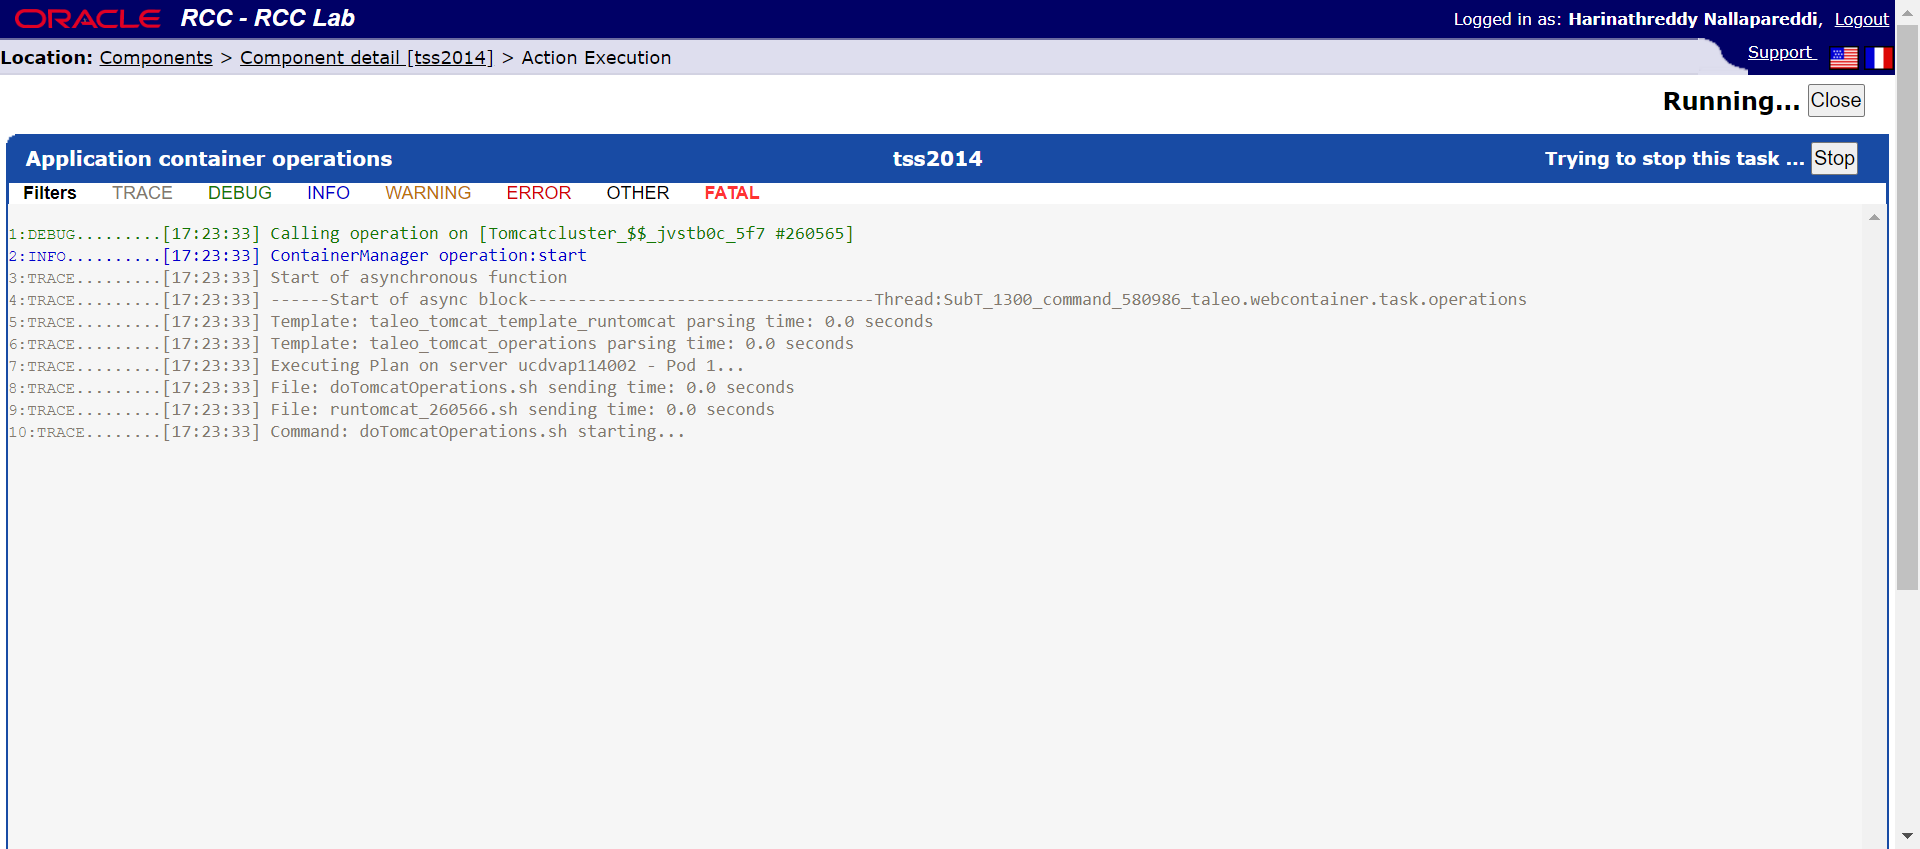 ORACLE RCC - RCC Lab Logged in as: Harinathreddy Nallapareddi, Logout
Location: Components > Component detail [tss2014] > Action Execution Support
Running... Close
Application container operations tss2014 Trying to stop this task ... Stop
Filters TRACE DEBUG INFO WARNING ERROR OTHER FATAL
1:DEBUG.........[17:23:33] Calling operation on [Tomcatcluster_$$_jvstb0c_5f7 #260565]
2:INFO..........[17:23:33] ContainerManager operation:start
3:TRACE.........[17:23:33] Start of asynchronous function
4:TRACE.........[17:23:33] ------Start of async block-----------------------------------Thread:SubT_1300_command_580986_taleo.webcontainer.task.operations
5:TRACE.........[17:23:33] Template: taleo_tomcat_template_runtomcat parsing time: 0.0 seconds
6:TRACE.........[17:23:33] Template: taleo_tomcat_operations parsing time: 0.0 seconds
7:TRACE.........[17:23:33] Executing Plan on server ucdvap114002 - Pod 1...
8:TRACE.........[17:23:33] File: doTomcatOperations.sh sending time: 0.0 seconds
9:TRACE.........[17:23:33] File: runtomcat_260566.sh sending time: 0.0 seconds
10:TRACE........[17:23:33] Command: doTomcatOperations.sh starting...